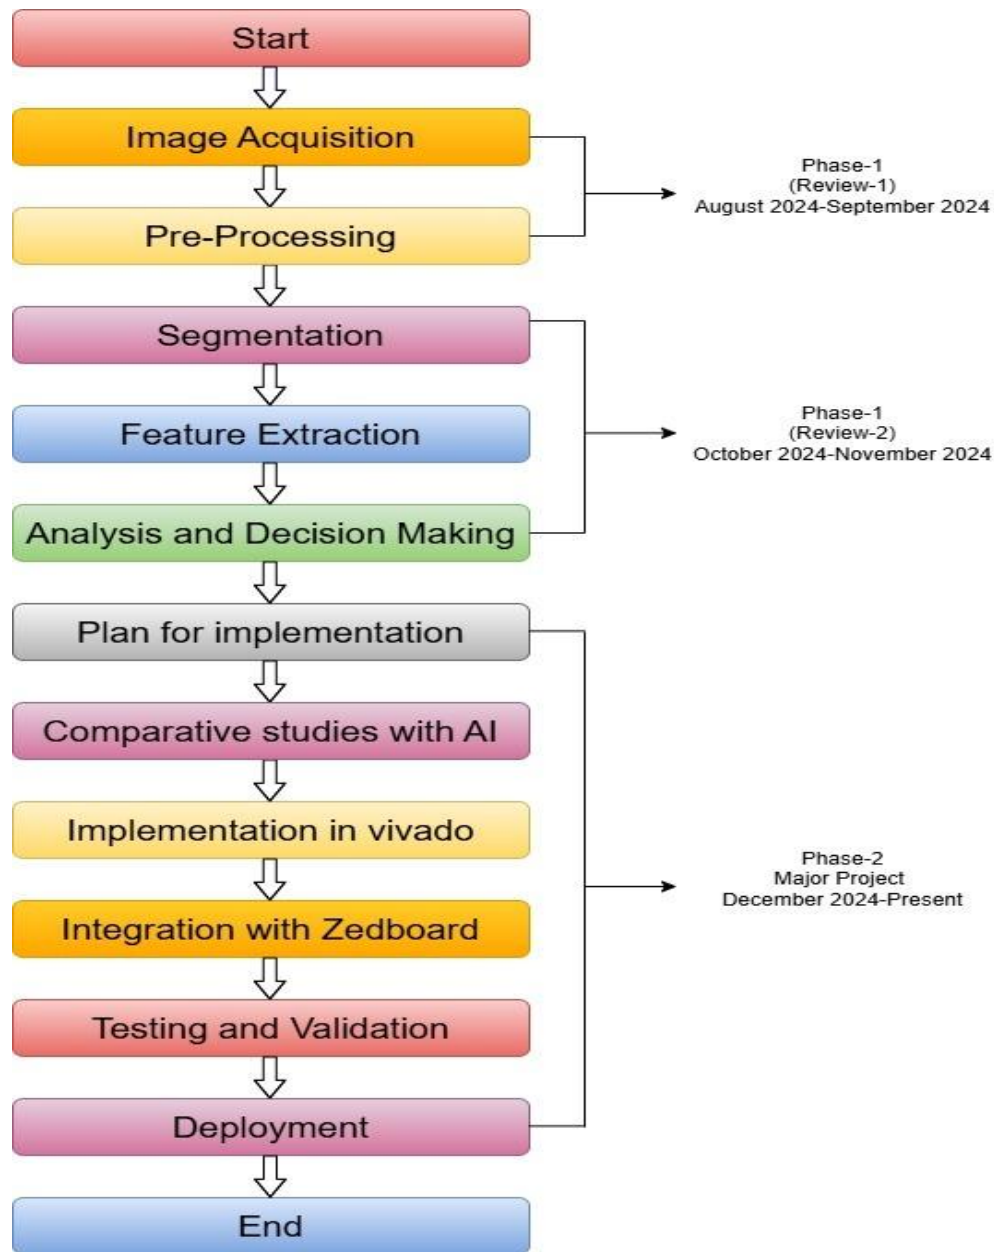 Start
Image Acquisition
Pre-Processing
Phase-1
(Review-1)
August 2024-September 2024
Segmentation
Feature Extraction
Analysis and Decision Making
Phase-1
(Review-2)
October 2024-November 2024
Plan for implementation
Comparative studies with AI
Implementation in vivado
Integration with Zedboard
Testing and Validation
Deployment
Phase-2
Major Project
December 2024-Present
End